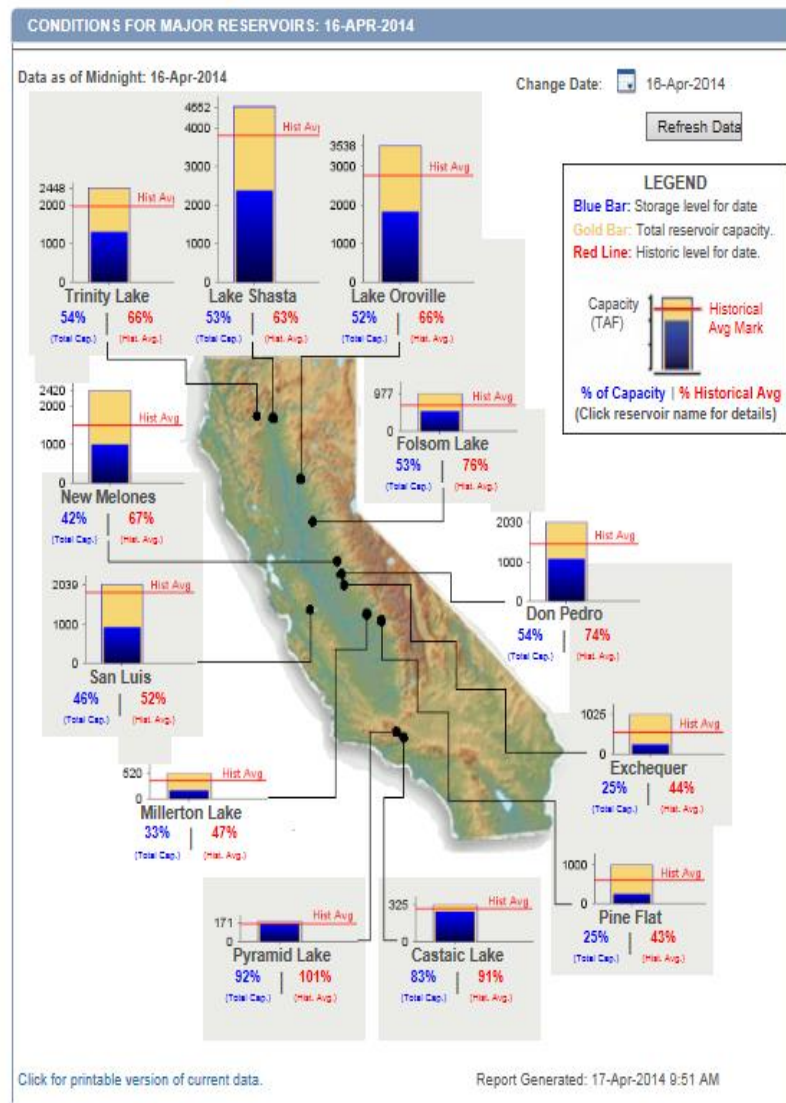 CONDITIONS FOR MAJOR RESERVOIRS: 16-APR-2014
Data as of Midnight: 16-Apr-2014
Change Date: 16-Apr-2014
Refresh Data
LEGEND
Blue Bar: Storage level for date
Gold Bar: Total reservoir capacity.
Red Line: Historic level for date.
Capacity
(TAF)
Historical
Avg Mark
% of Capacity | % Historical Avg
(Click reservoir name for details)
2448
2000
1000
0
Hist Avg
Trinity Lake
54% | 66%
(Total Cap.) (Hist. Avg.)
4552
4000
3000
2000
1000
0
Hist Avg
Lake Shasta
53% | 63%
(Total Cap.) (Hist. Avg.)
3538
3000
2000
1000
0
Hist Avg
Lake Oroville
52% | 66%
(Total Cap.) (Hist. Avg.)
2420
2000
1000
0
Hist Avg
New Melones
42% | 67%
(Total Cap.) (Hist. Avg.)
977
0
Hist Avg
Folsom Lake
53% | 76%
(Total Cap.) (Hist. Avg.)
2030
1000
0
Hist Avg
Don Pedro
54% | 74%
(Total Cap.) (Hist. Avg.)
2039
1000
0
Hist Avg
San Luis
46% | 52%
(Total Cap.) (Hist. Avg.)
1025
0
Hist Avg
Exchequer
25% | 44%
(Total Cap.) (Hist. Avg.)
520
0
Hist Avg
Millerton Lake
33% | 47%
(Total Cap.) (Hist. Avg.)
1000
0
Hist Avg
Pine Flat
25% | 43%
(Total Cap.) (Hist. Avg.)
171
0
Hist Avg
Pyramid Lake
92% | 101%
(Total Cap.) (Hist. Avg.)
325
0
Hist Avg
Castaic Lake
83% | 91%
(Total Cap.) (Hist. Avg.)
Click for printable version of current data.
Report Generated: 17-Apr-2014 9:51 AM